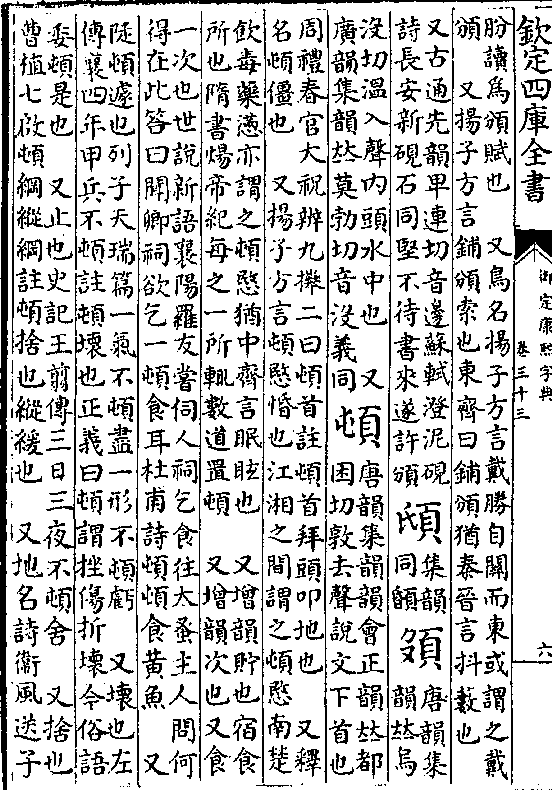 欽定四庫全書
御定康熙字典
卷三十三
六
肦讀為頒賦也　又鳥名揚子方言戴勝自關而東或謂之戴
頒　又揚子方言鋪頒索也東齊曰鋪頒猶秦晉言抖藪也
又古通先韻畀連切音邊蘇軾澄泥硯
詩長安新硯石同堅不待書來遂許頒
䫌
集韻
同䫒
𩑦
唐韻集
韻𠀤烏
没切溫入聲内頭水中也　又
廣韻集韻𠀤莫勃切音没義同
頓
唐韻集韻韻會正韻𠀤都
困切敦去聲說文下首也
周禮春官大祝辨九𢷎二曰頓首註頓首拜頭叩地也　又釋
名頓僵也　又揚子方言頓愍惛也江湘之間謂之頓愍南楚
飲毒藥懣亦謂之頓愍猶中齊言眠眩也　又增韻貯也宿食
所也隋書煬帝紀每之一所輒數道置頓　又增韻次也又食
一次也世說新語襄陽羅友嘗伺人祠乞食往太蚤主人問何
得在此答曰聞卿祠欲乞一頓食耳杜甫詩頓頓食黄魚　又
陡頓遽也列子天瑞篇一氣不頓盡一形不頓虧　又壞也左
傳襄四年甲兵不頓註頓壞也正義曰頓謂挫傷折壞今俗語
委頓是也　又止也史記王翦傳三日三夜不頓舍　又捨也
曹植七啟頓綱縱網註頓捨也縱緩也　又地名詩衞風送子